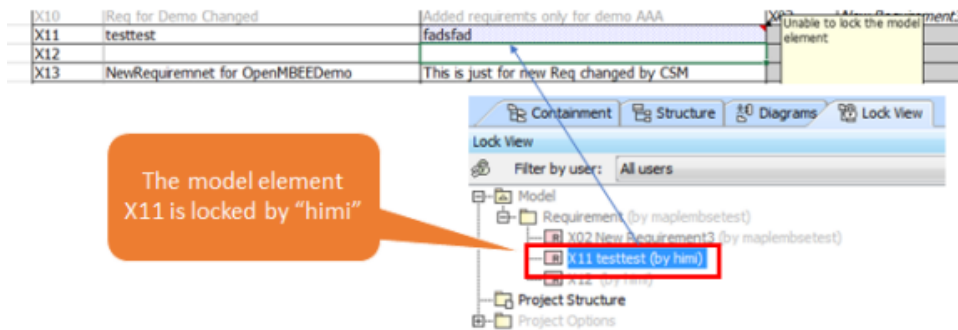 X10 Req for Demo Changed Added requiremts only for demo AAA
X11 testtest fadsfad
Unable to lock the model
element
X12
X13 NewRequiremnet for OpenMBEEDemo This is just for new Req changed by CSM
Containment Structure Diagrams Lock View
Lock View
Filter by user: All users
Model
Requirement (by maplembsetest)
X02 New Requirement3 (by maplembsetest)
X11 testtest (by himi)
X12 (by himi)
Project Structure
Project Options
The model element
X11 is locked by “himi”